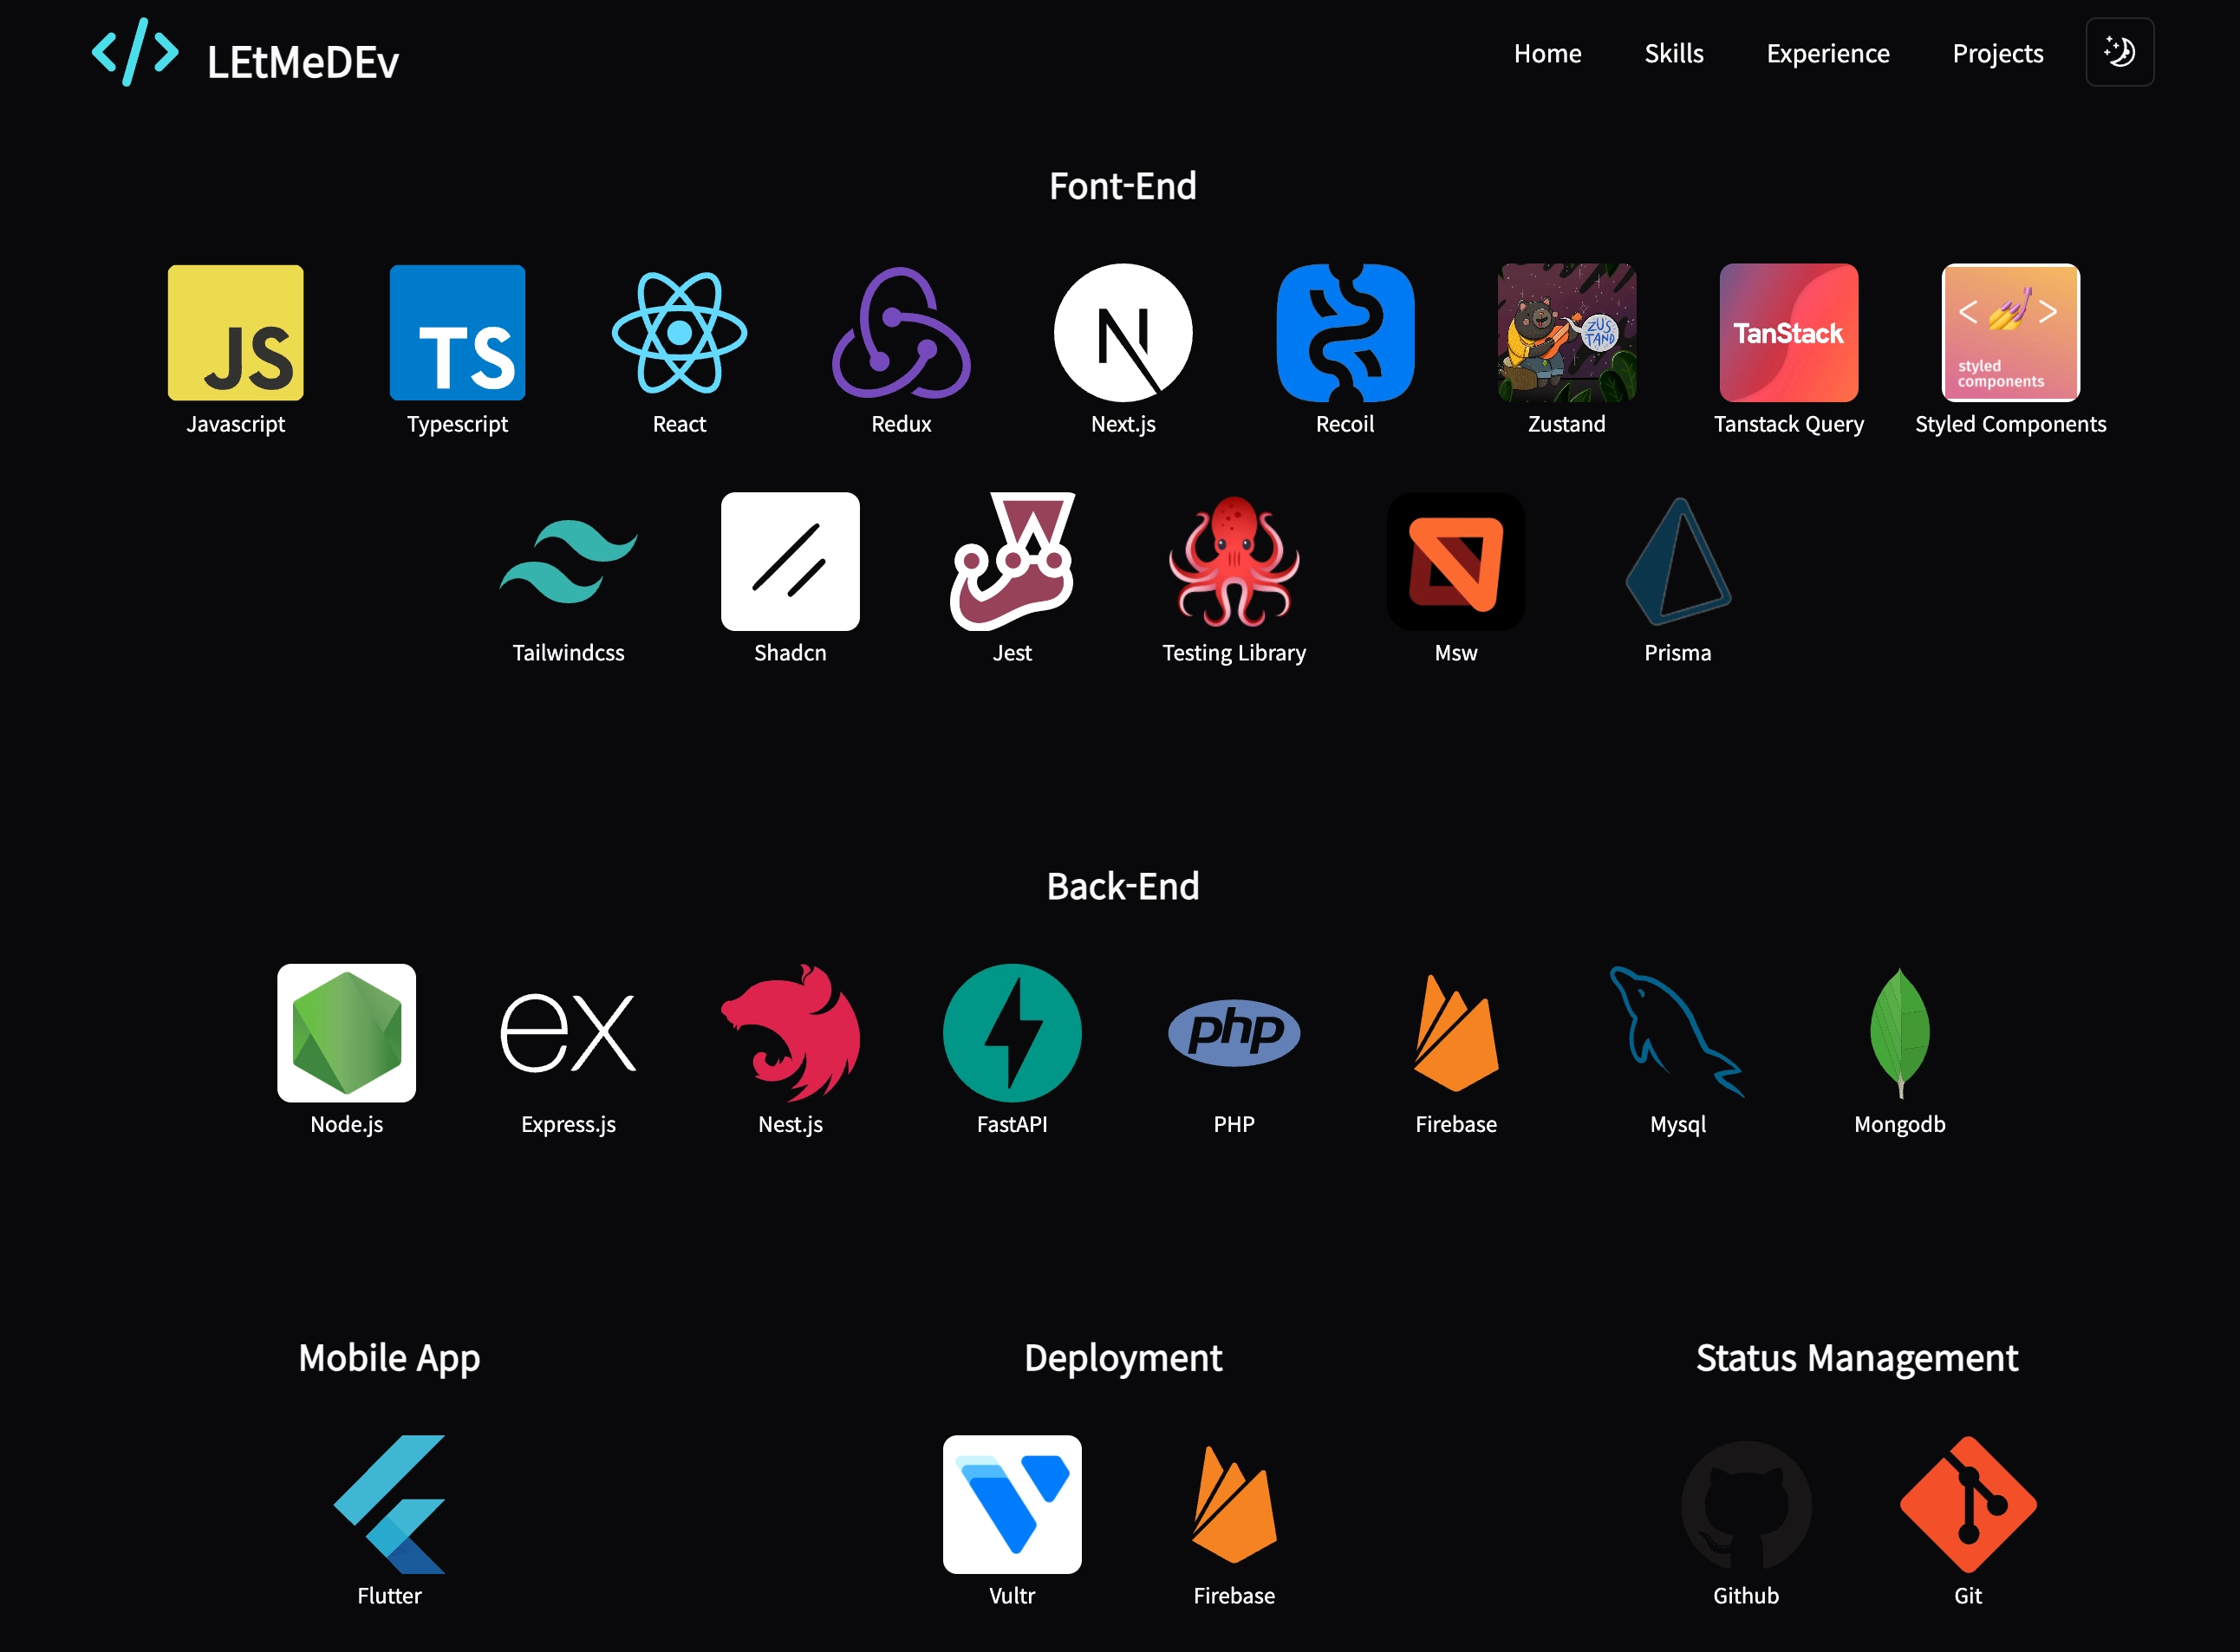 </> LEtMeDEv
Home Skills Experience Projects
Font-End
JS TS N ZUS TAND TanStack < > styled components
Javascript Typescript React Redux Next.js Recoil Zustand Tanstack Query Styled Components
Tailwindcss Shadcn Jest Testing Library Msw Prisma
Back-End
ex php
Node.js Express.js Nest.js FastAPI PHP Firebase Mysql Mongodb
Mobile App Deployment Status Management
Flutter Vultr Firebase Github Git